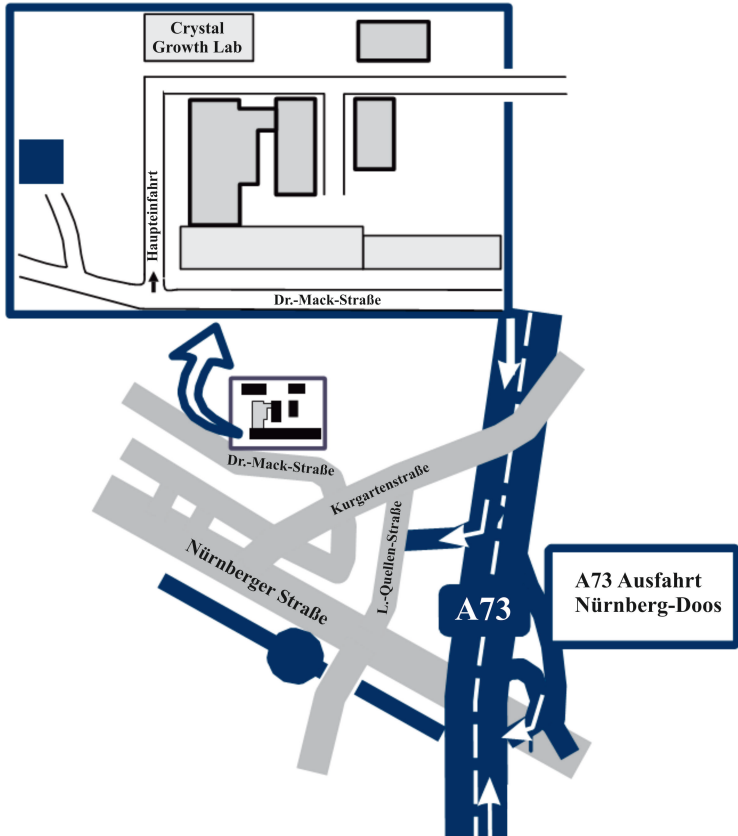 Crystal
Growth Lab
Haupteinfahrt
Dr.-Mack-Straße
Dr.-Mack-Straße
Kurgartenstraße
L.-Quellen-Straße
Nürnberger Straße
A73
A73 Ausfahrt
Nürnberg-Doos